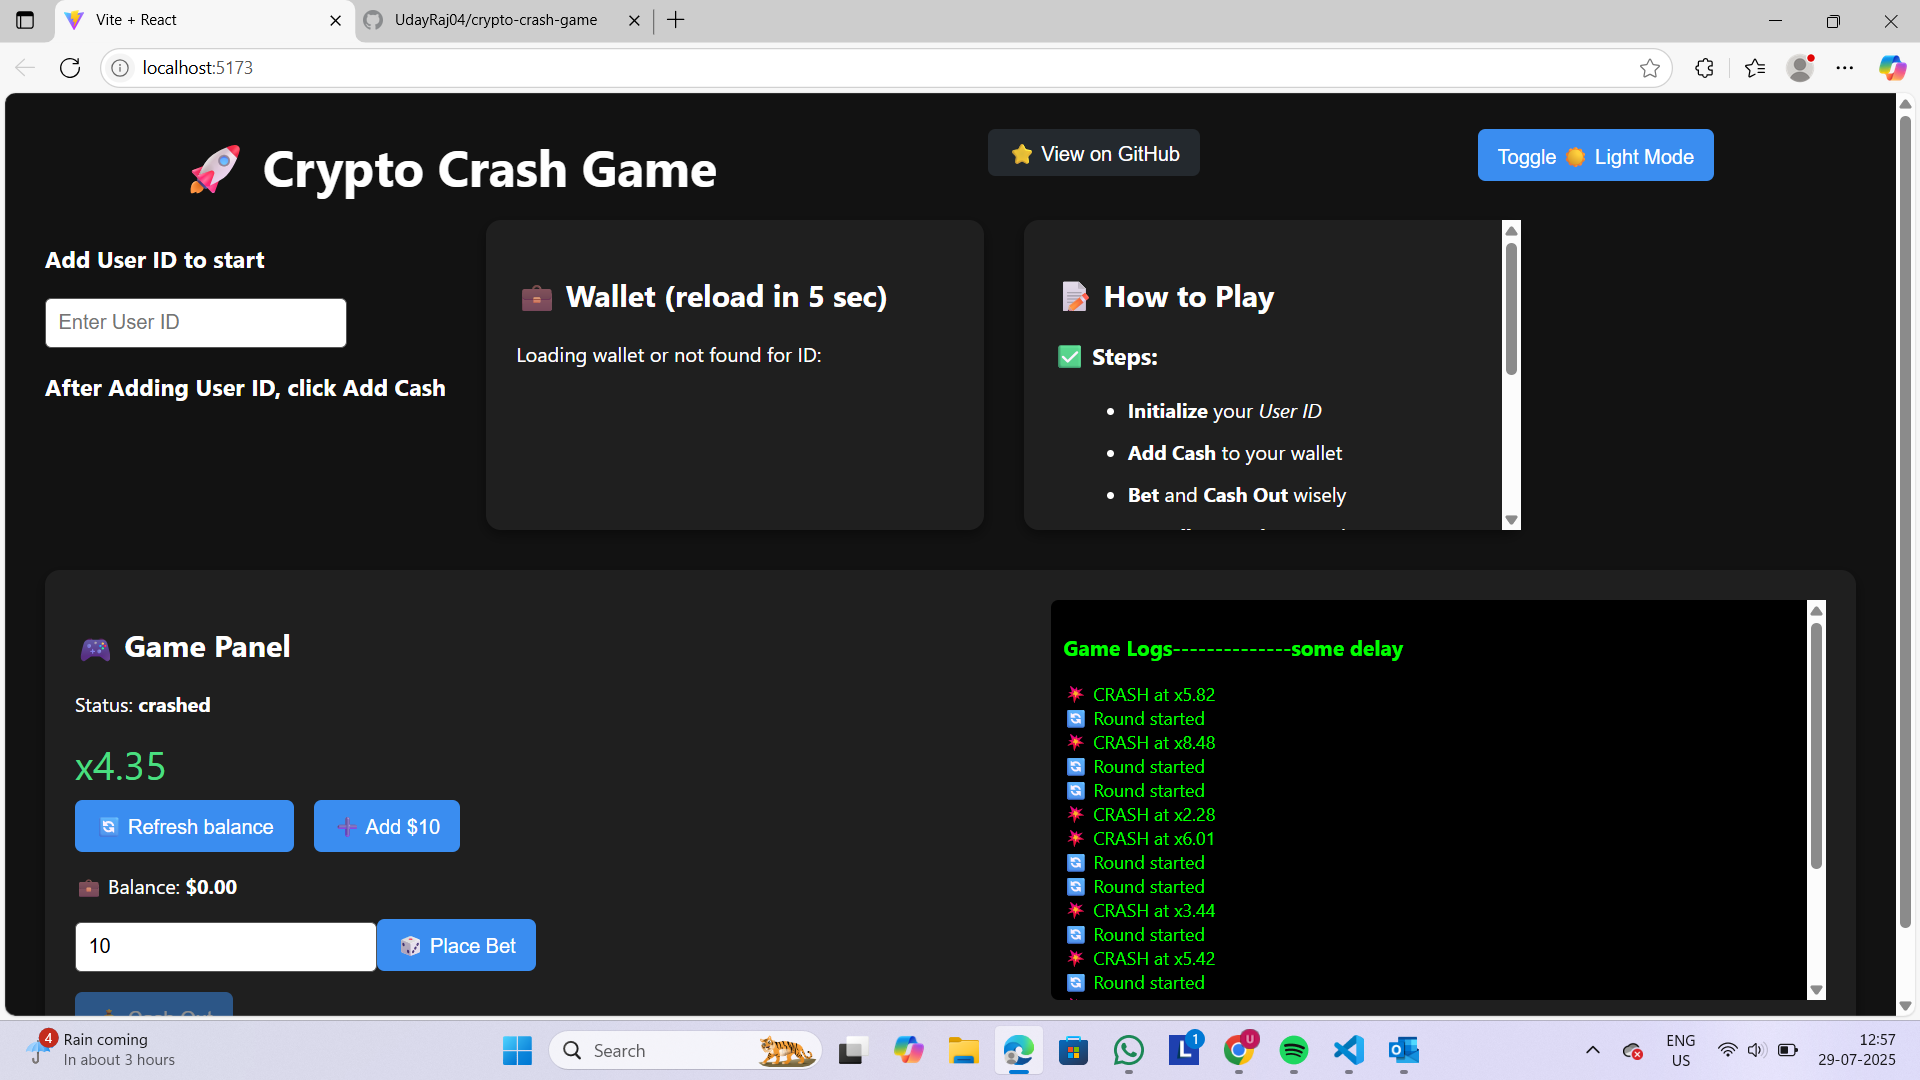 Vite + React
UdayRaj04/crypto-crash-game
localhost:5173
🚀 Crypto Crash Game
⭐ View on GitHub
Toggle ☀️ Light Mode
Add User ID to start
Enter User ID
After Adding User ID, click Add Cash
💼 Wallet (reload in 5 sec)
Loading wallet or not found for ID:
📝 How to Play
✅ Steps:
• Initialize your User ID
• Add Cash to your wallet
• Bet and Cash Out wisely
🎮 Game Panel
Status: crashed
x4.35
🔄 Refresh balance
➕ Add $10
💼 Balance: $0.00
10
🎲 Place Bet
Cash Out
Game Logs--------------some delay
💥 CRASH at x5.82
🔄 Round started
💥 CRASH at x8.48
🔄 Round started
🔄 Round started
💥 CRASH at x2.28
💥 CRASH at x6.01
🔄 Round started
🔄 Round started
💥 CRASH at x3.44
🔄 Round started
💥 CRASH at x5.42
🔄 Round started
4
Rain coming
In about 3 hours
Search
L
1
U
ENG
US
12:57
29-07-2025